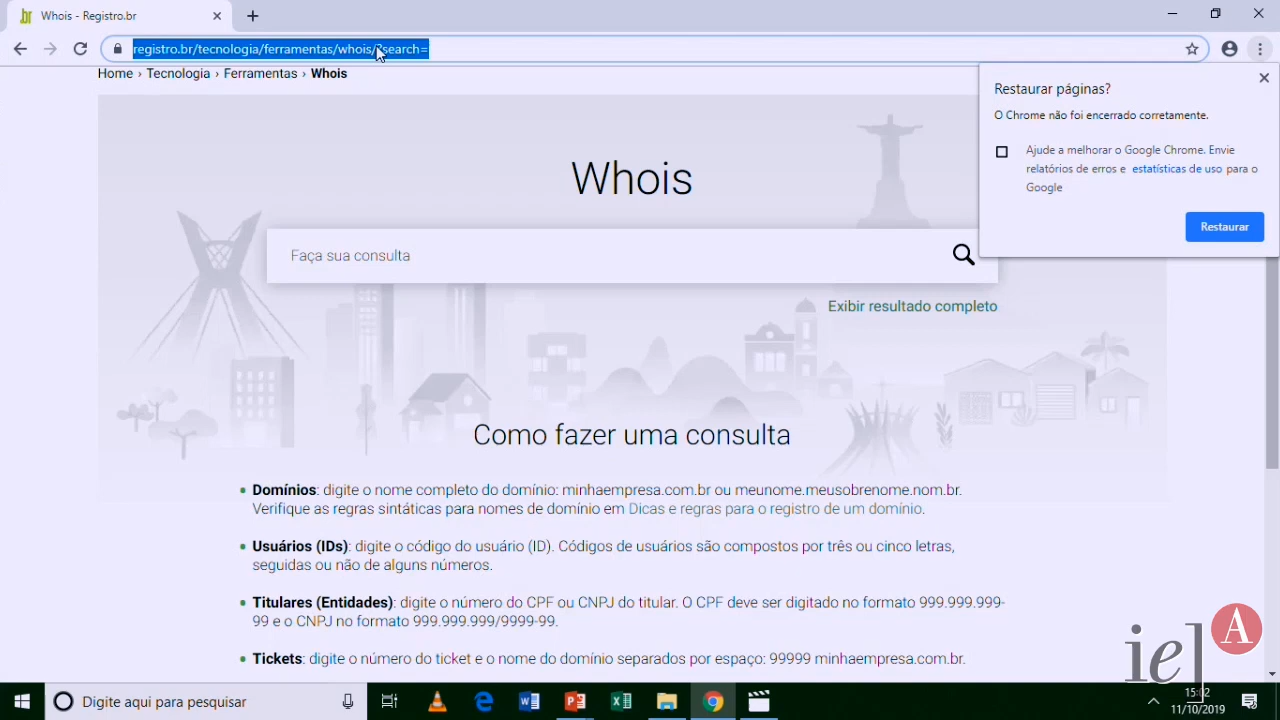 .br Whois - Registro.br
registro.br/tecnologia/ferramentas/whois/?search=
Home › Tecnologia › Ferramentas › Whois
Restaurar páginas?
O Chrome não foi encerrado corretamente.
Ajude a melhorar o Google Chrome. Envie
relatórios de erros e estatísticas de uso para o
Google
Restaurar
Whois
Faça sua consulta
Exibir resultado completo
Como fazer uma consulta
• Domínios: digite o nome completo do domínio: minhaempresa.com.br ou meunome.meusobrenome.nom.br.
Verifique as regras sintáticas para nomes de domínio em Dicas e regras para o registro de um domínio.
• Usuários (IDs): digite o código do usuário (ID). Códigos de usuários são compostos por três ou cinco letras,
seguidas ou não de alguns números.
• Titulares (Entidades): digite o número do CPF ou CNPJ do titular. O CPF deve ser digitado no formato 999.999.999-
99 e o CNPJ no formato 999.999.999/9999-99.
• Tickets: digite o número do ticket e o nome do domínio separados por espaço: 99999 minhaempresa.com.br.
ie] A
Digite aqui para pesquisar
15:02
11/10/2019